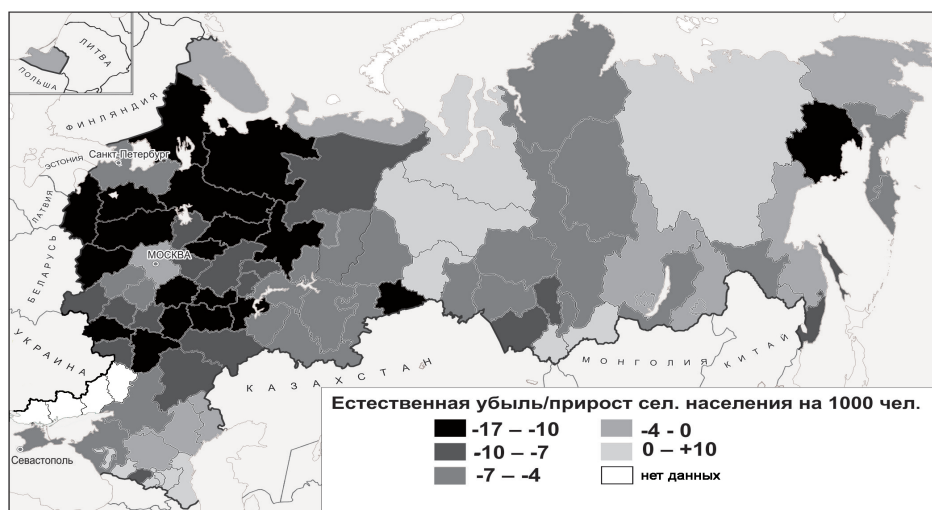 ЛИТВА
ПОЛЬША
ФИНЛЯНДИЯ
ЭСТОНИЯ
Санкт-Петербург
ЛАТВИЯ
БЕЛАРУСЬ
МОСКВА
УКРАИНА
КАЗАХСТАН
МОНГОЛИЯ
КИТАЙ
Севастополь
Естественная убыль/прирост сел. населения на 1000 чел.
-17 – -10
-4 - 0
-10 – -7
0 – +10
-7 – -4
нет данных